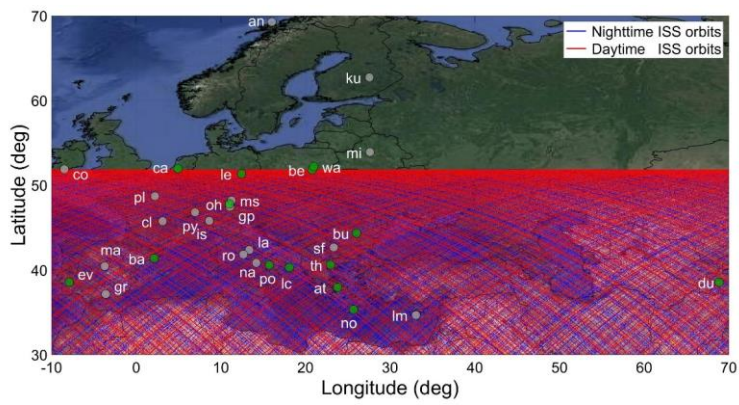 70
an
Nighttime ISS orbits
Daytime ISS orbits
ku
60
mi
co
ca
le
be
wa
50
pl
oh
ms
gp
cl
py
is
bu
ma
la
sf
40
ev
ba
ro
na
po
lc
th
du
gr
at
no
lm
30
-10
0
10
20
30
40
50
60
70
Latitude (deg)
Longitude (deg)